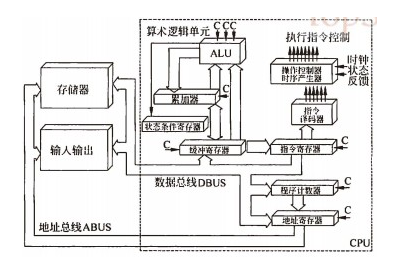 算术逻辑单元
C CC
ALU
执行指令控制
操作控制器
时序产生器
时钟
状态
反馈
存储器
累加器
C
指令
译码器
状态条件寄存器
输入输出
C
缓冲寄存器
指令寄存器
C
数据总线DBUS
C
程序计数器
C
地址寄存器
地址总线ABUS
CPU